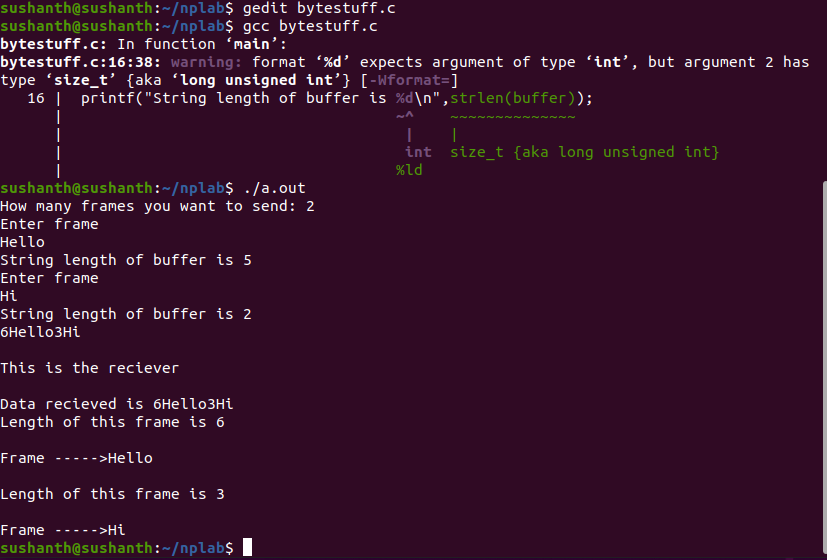 sushanth@sushanth:~/nplab$ gedit bytestuff.c
sushanth@sushanth:~/nplab$ gcc bytestuff.c
bytestuff.c: In function ‘main’:
bytestuff.c:16:38: warning: format ‘%d’ expects argument of type ‘int’, but argument 2 has
type ‘size_t’ {aka ‘long unsigned int’} [-Wformat=]
   16 |  printf("String length of buffer is %d\n",strlen(buffer));
      |                                     ~^    ~~~~~~~~~~~~~~
      |                                      |    |
      |                                      int  size_t {aka long unsigned int}
      |                                     %ld
sushanth@sushanth:~/nplab$ ./a.out
How many frames you want to send: 2
Enter frame
Hello
String length of buffer is 5
Enter frame
Hi
String length of buffer is 2
6Hello3Hi

This is the reciever

Data recieved is 6Hello3Hi
Length of this frame is 6

Frame ----->Hello

Length of this frame is 3

Frame ----->Hi
sushanth@sushanth:~/nplab$